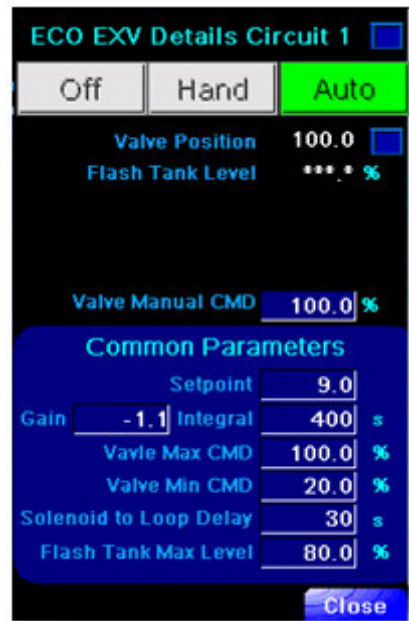 ECO EXV Details Circuit 1
Off Hand Auto
Valve Position 100.0
Flash Tank Level ***.* %
Valve Manual CMD 100.0 %
Common Parameters
Setpoint 9.0
Gain -1.1 Integral 400 s
Vavle Max CMD 100.0 %
Valve Min CMD 20.0 %
Solenoid to Loop Delay 30 s
Flash Tank Max Level 80.0 %
Close